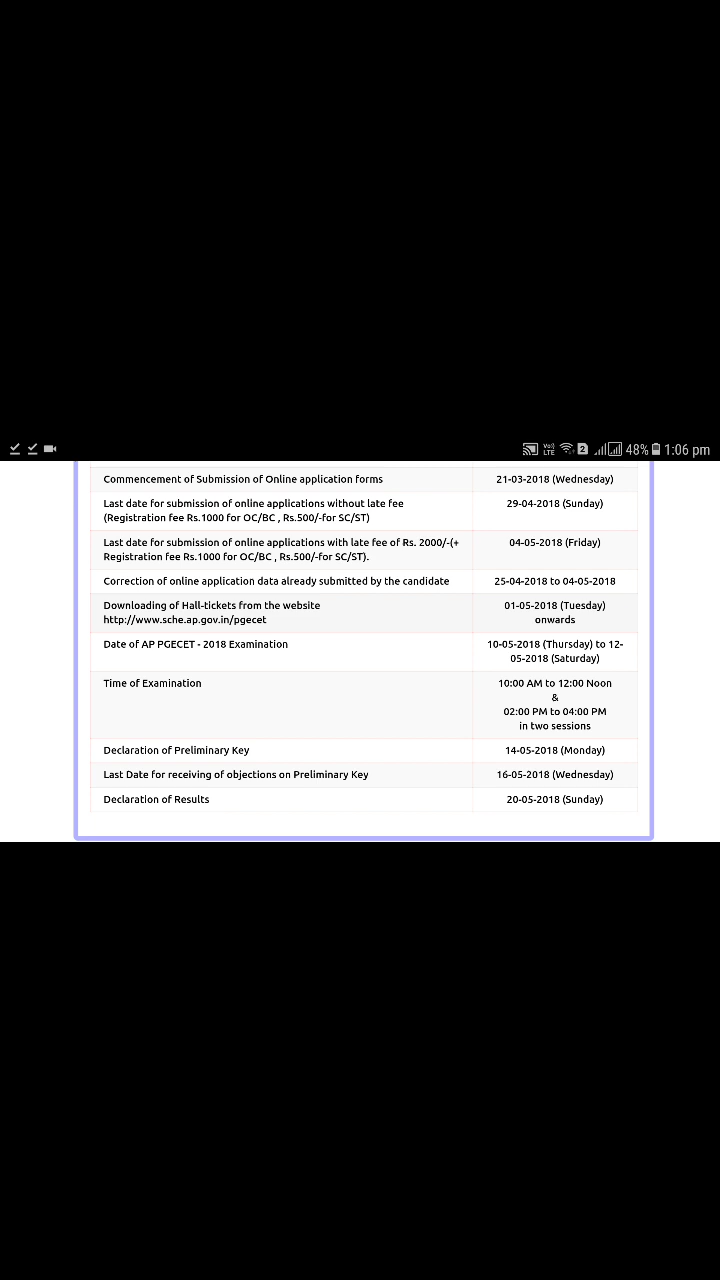 Vo))
LTE
2
48%
1:06 pm
Commencement of Submission of Online application forms
21-03-2018 (Wednesday)
Last date for submission of online applications without late fee
(Registration fee Rs.1000 for OC/BC , Rs.500/-for SC/ST)
29-04-2018 (Sunday)
Last date for submission of online applications with late fee of Rs. 2000/-(+
Registration fee Rs.1000 for OC/BC , Rs.500/-for SC/ST).
04-05-2018 (Friday)
Correction of online application data already submitted by the candidate
25-04-2018 to 04-05-2018
Downloading of Hall-tickets from the website
http://www.sche.ap.gov.in/pgecet
01-05-2018 (Tuesday)
onwards
Date of AP PGECET - 2018 Examination
10-05-2018 (Thursday) to 12-
05-2018 (Saturday)
Time of Examination
10:00 AM to 12:00 Noon
&
02:00 PM to 04:00 PM
in two sessions
Declaration of Preliminary Key
14-05-2018 (Monday)
Last Date for receiving of objections on Preliminary Key
16-05-2018 (Wednesday)
Declaration of Results
20-05-2018 (Sunday)